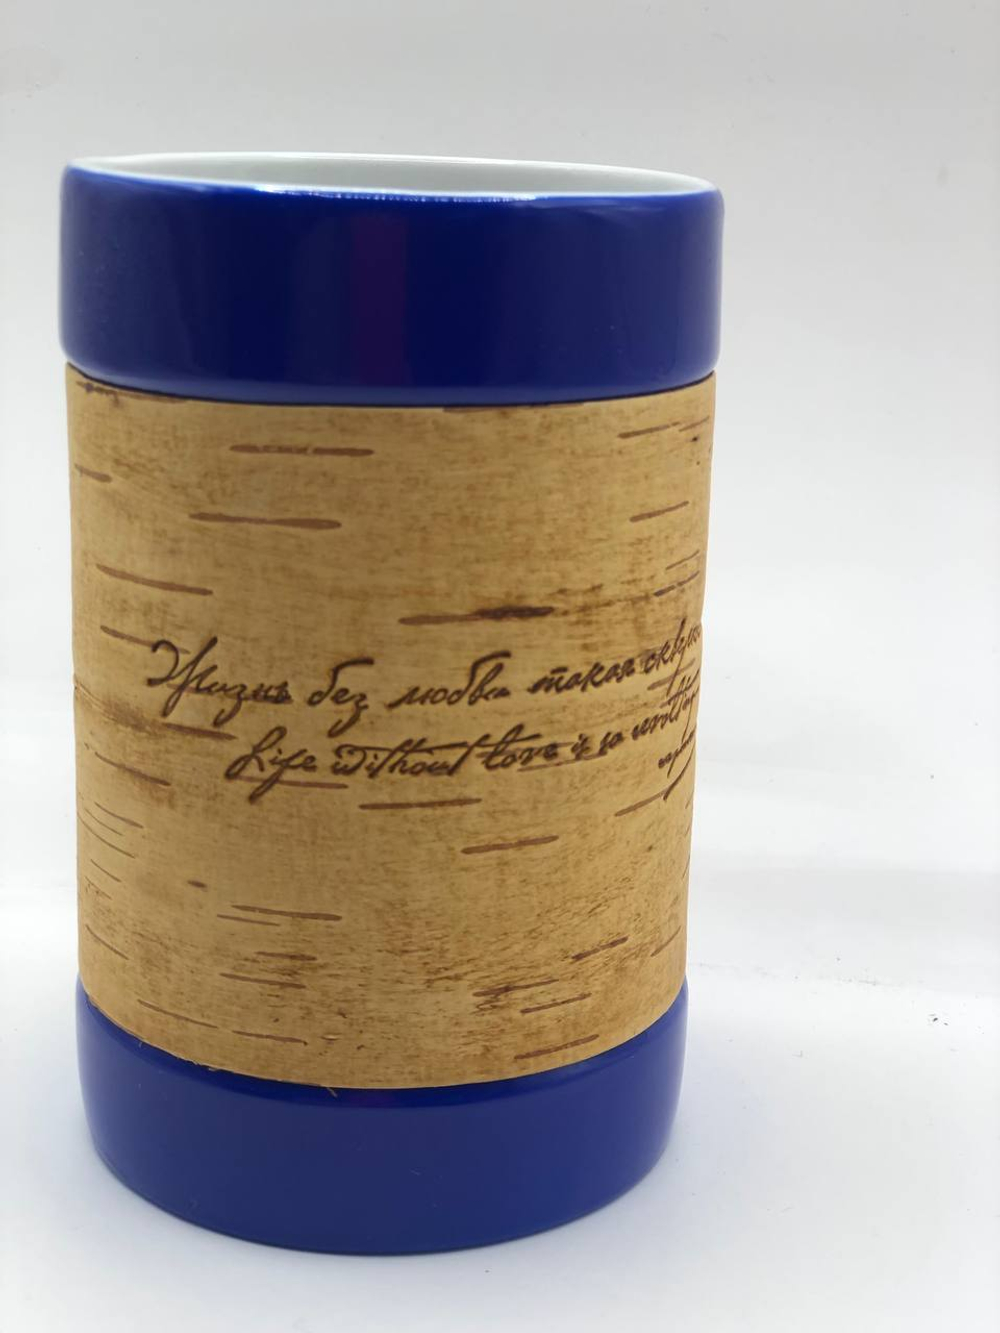 Жизнь без любви такая
Life without love is so